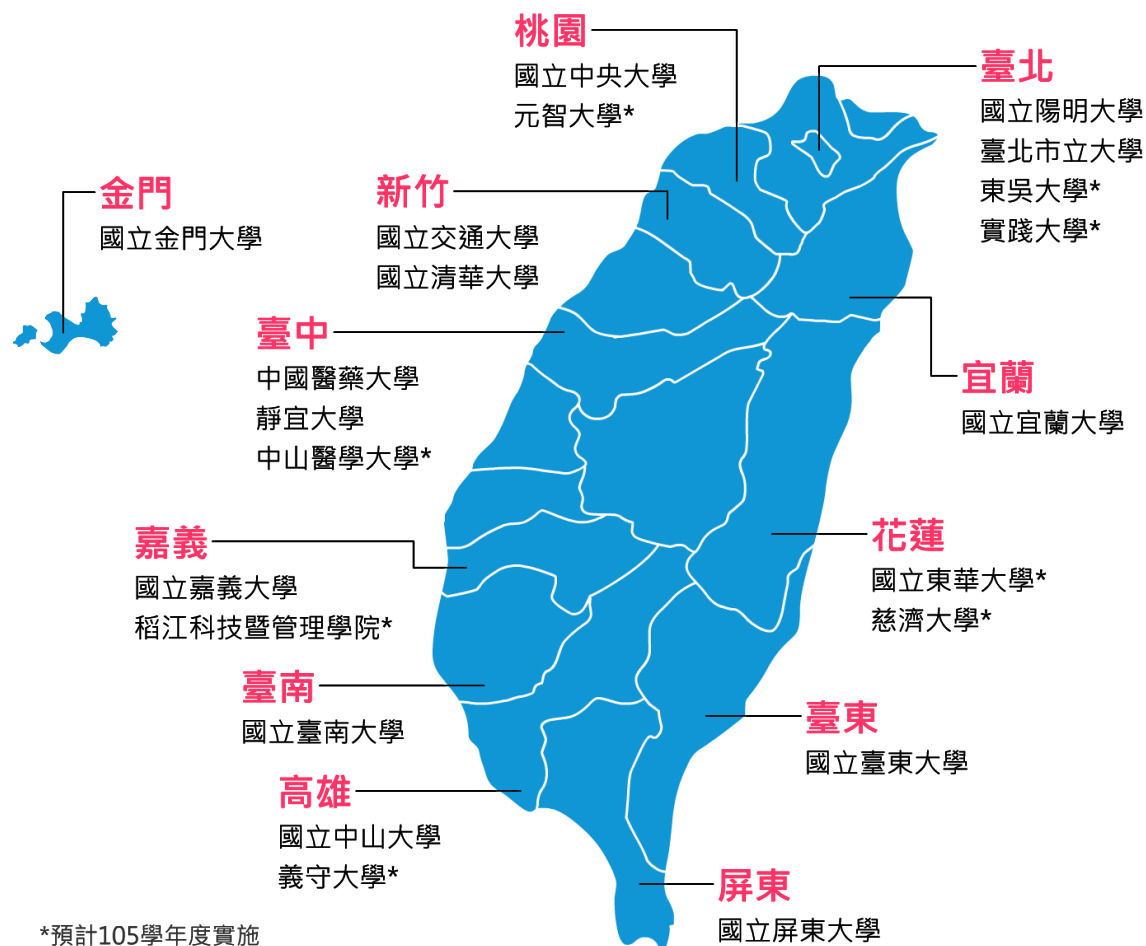 桃園
國立中央大學
元智大學*
臺北
國立陽明大學
臺北市立大學
東吳大學*
實踐大學*
金門
國立金門大學
新竹
國立交通大學
國立清華大學
臺中
中國醫藥大學
靜宜大學
中山醫學大學*
宜蘭
國立宜蘭大學
嘉義
國立嘉義大學
稻江科技暨管理學院*
花蓮
國立東華大學*
慈濟大學*
臺南
國立臺南大學
臺東
國立臺東大學
高雄
國立中山大學
義守大學*
屏東
國立屏東大學
*預計105學年度實施